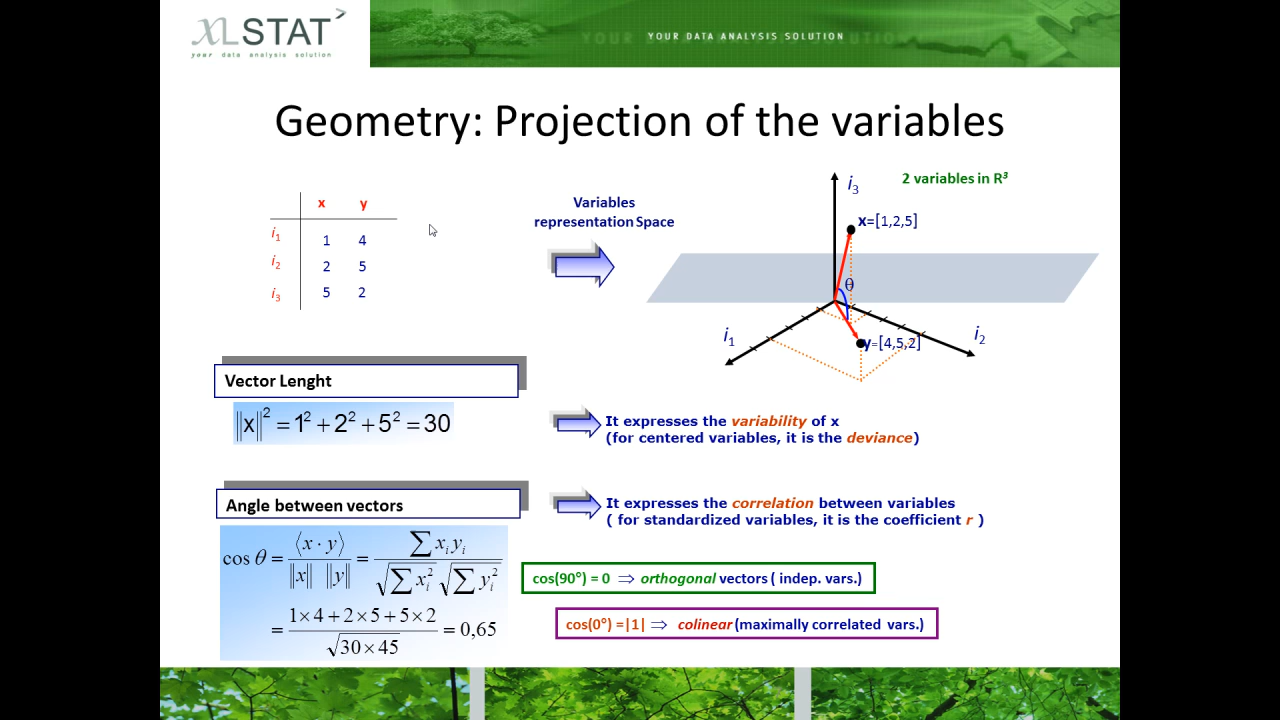 XLSTAT
your data analysis solution
YOUR DATA ANALYSIS SOLUTION
Geometry: Projection of the variables
x y
i1 1 4
i2 2 5
i3 5 2
Variables
representation Space
2 variables in R³
i3
x=[1,2,5]
θ
i1
i2
y=[4,5,2]
Vector Lenght
||x||² = 1² + 2² + 5² = 30
It expresses the variability of x
(for centered variables, it is the deviance)
Angle between vectors
It expresses the correlation between variables
( for standardized variables, it is the coefficient r )
cos θ = ⟨x · y⟩ / ||x|| ||y|| = ∑ xᵢyᵢ / √∑ xᵢ² √∑ yᵢ²
= 1×4 + 2×5 + 5×2 / √30×45 = 0,65
cos(90°) = 0 ⇒ orthogonal vectors ( indep. vars.)
cos(0°) =|1| ⇒ colinear (maximally correlated vars.)